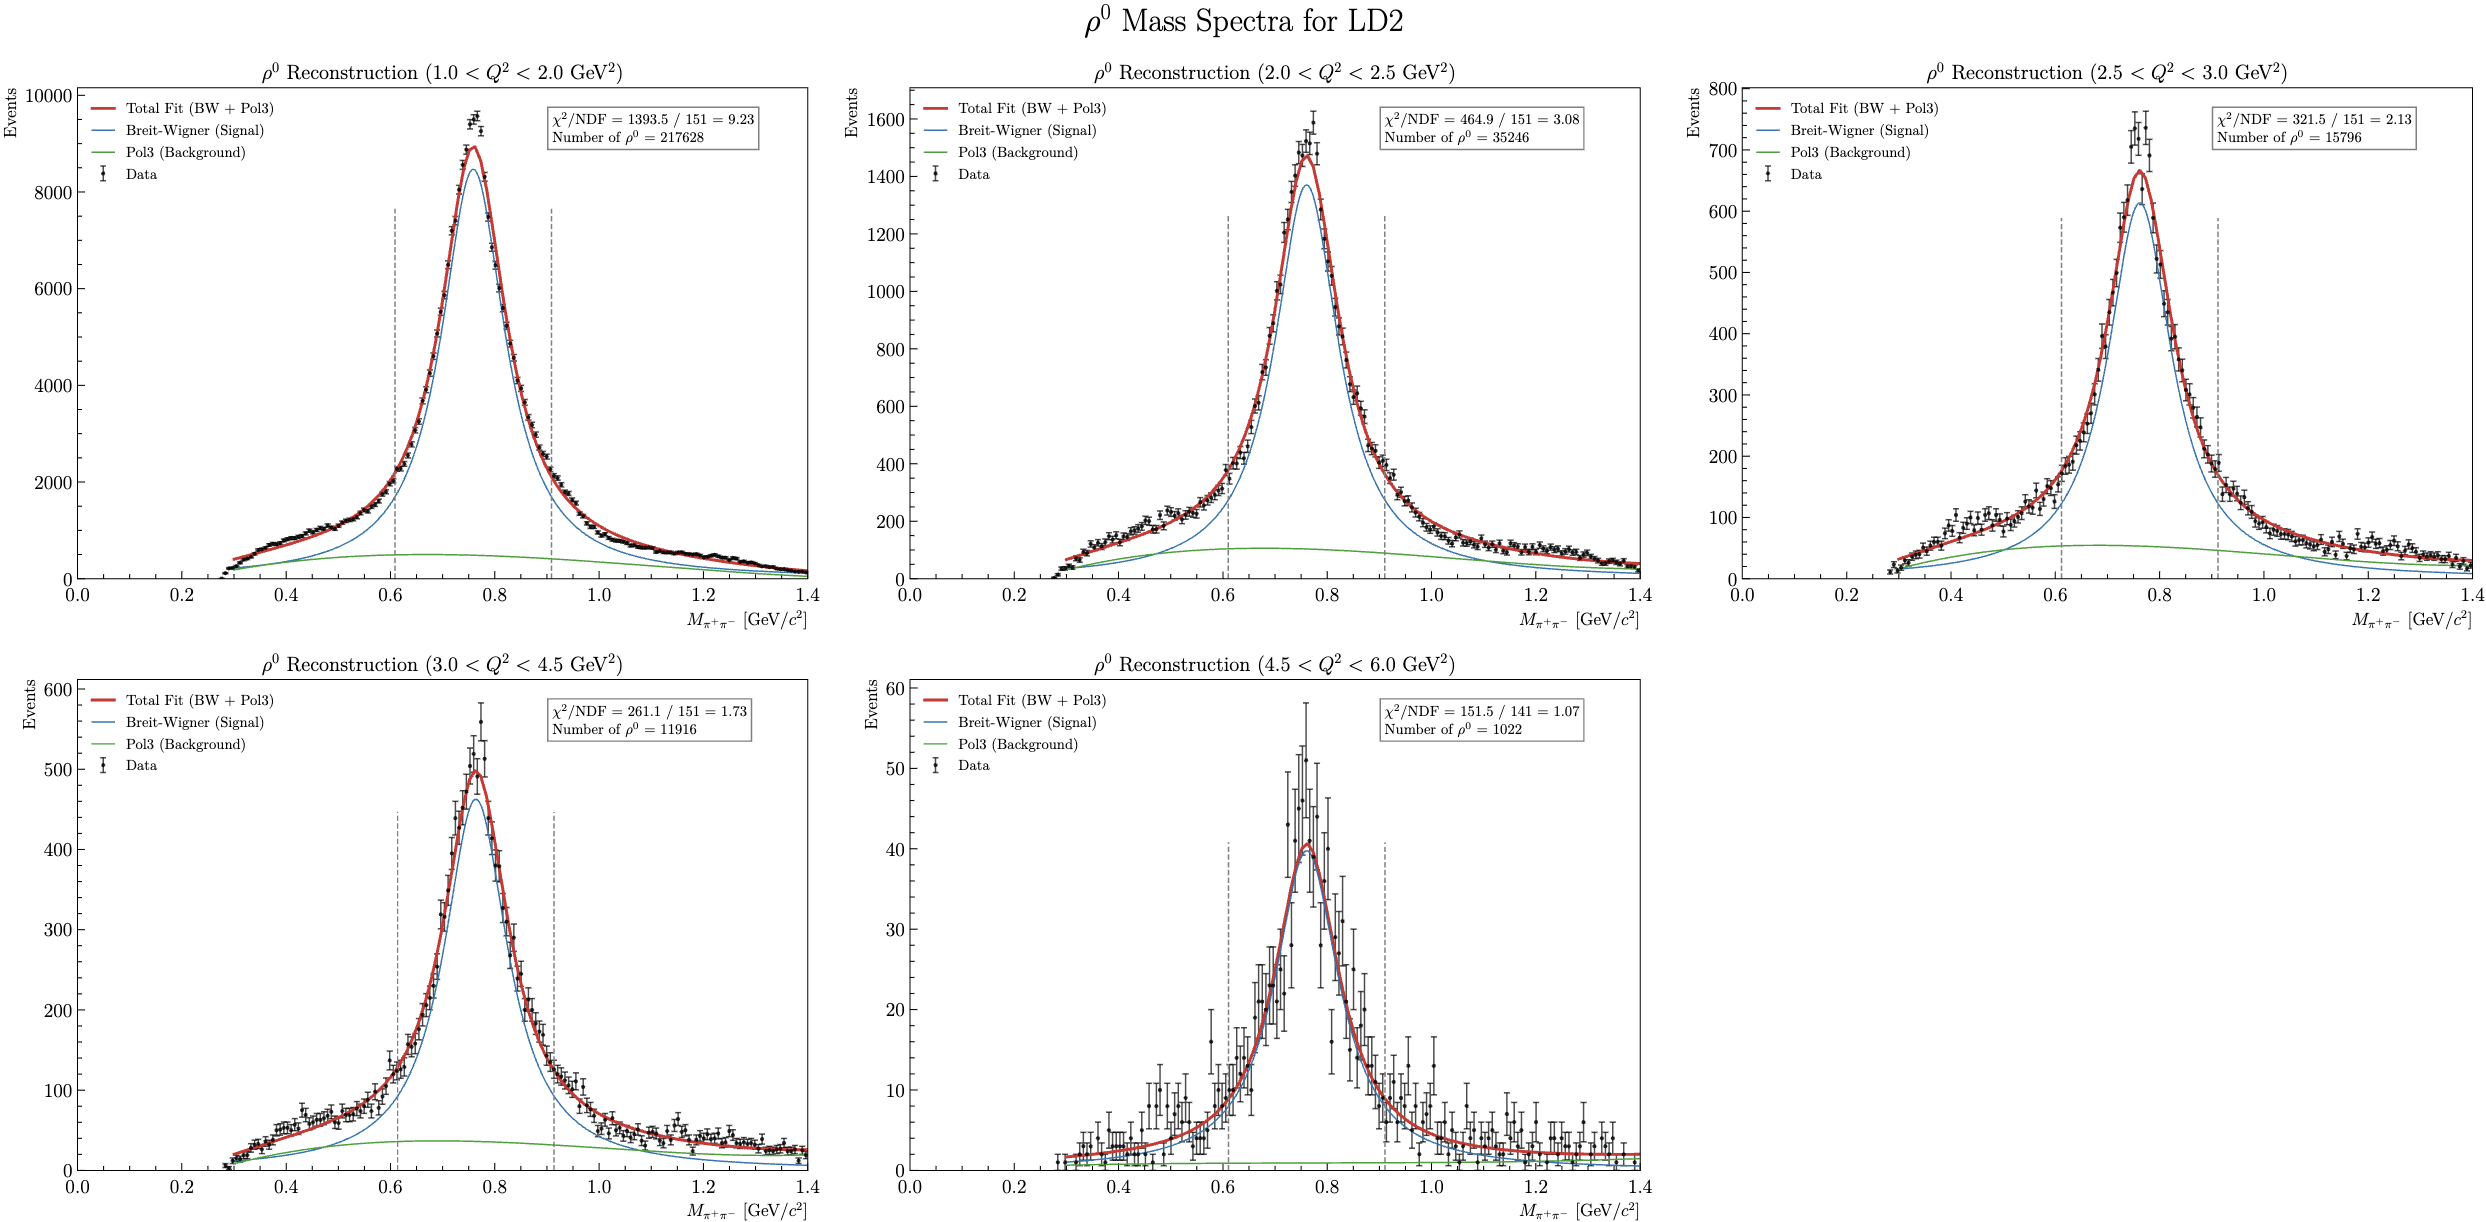 ρ⁰ Mass Spectra for LD2
ρ⁰ Reconstruction (1.0 < Q² < 2.0 GeV²)
Events
Total Fit (BW + Pol3)
Breit-Wigner (Signal)
Pol3 (Background)
Data
χ²/NDF = 1393.5 / 151 = 9.23
Number of ρ⁰ = 217628
10000
8000
6000
4000
2000
0
0.0 0.2 0.4 0.6 0.8 1.0 1.2 1.4
M_{π⁺π⁻} [GeV/c²]
ρ⁰ Reconstruction (2.0 < Q² < 2.5 GeV²)
Events
Total Fit (BW + Pol3)
Breit-Wigner (Signal)
Pol3 (Background)
Data
χ²/NDF = 464.9 / 151 = 3.08
Number of ρ⁰ = 35246
1600
1400
1200
1000
800
600
400
200
0
0.0 0.2 0.4 0.6 0.8 1.0 1.2 1.4
M_{π⁺π⁻} [GeV/c²]
ρ⁰ Reconstruction (2.5 < Q² < 3.0 GeV²)
Events
Total Fit (BW + Pol3)
Breit-Wigner (Signal)
Pol3 (Background)
Data
χ²/NDF = 321.5 / 151 = 2.13
Number of ρ⁰ = 15796
800
700
600
500
400
300
200
100
0
0.0 0.2 0.4 0.6 0.8 1.0 1.2 1.4
M_{π⁺π⁻} [GeV/c²]
ρ⁰ Reconstruction (3.0 < Q² < 4.5 GeV²)
Events
Total Fit (BW + Pol3)
Breit-Wigner (Signal)
Pol3 (Background)
Data
χ²/NDF = 261.1 / 151 = 1.73
Number of ρ⁰ = 11916
600
500
400
300
200
100
0
0.0 0.2 0.4 0.6 0.8 1.0 1.2 1.4
M_{π⁺π⁻} [GeV/c²]
ρ⁰ Reconstruction (4.5 < Q² < 6.0 GeV²)
Events
Total Fit (BW + Pol3)
Breit-Wigner (Signal)
Pol3 (Background)
Data
χ²/NDF = 151.5 / 141 = 1.07
Number of ρ⁰ = 1022
60
50
40
30
20
10
0
0.0 0.2 0.4 0.6 0.8 1.0 1.2 1.4
M_{π⁺π⁻} [GeV/c²]